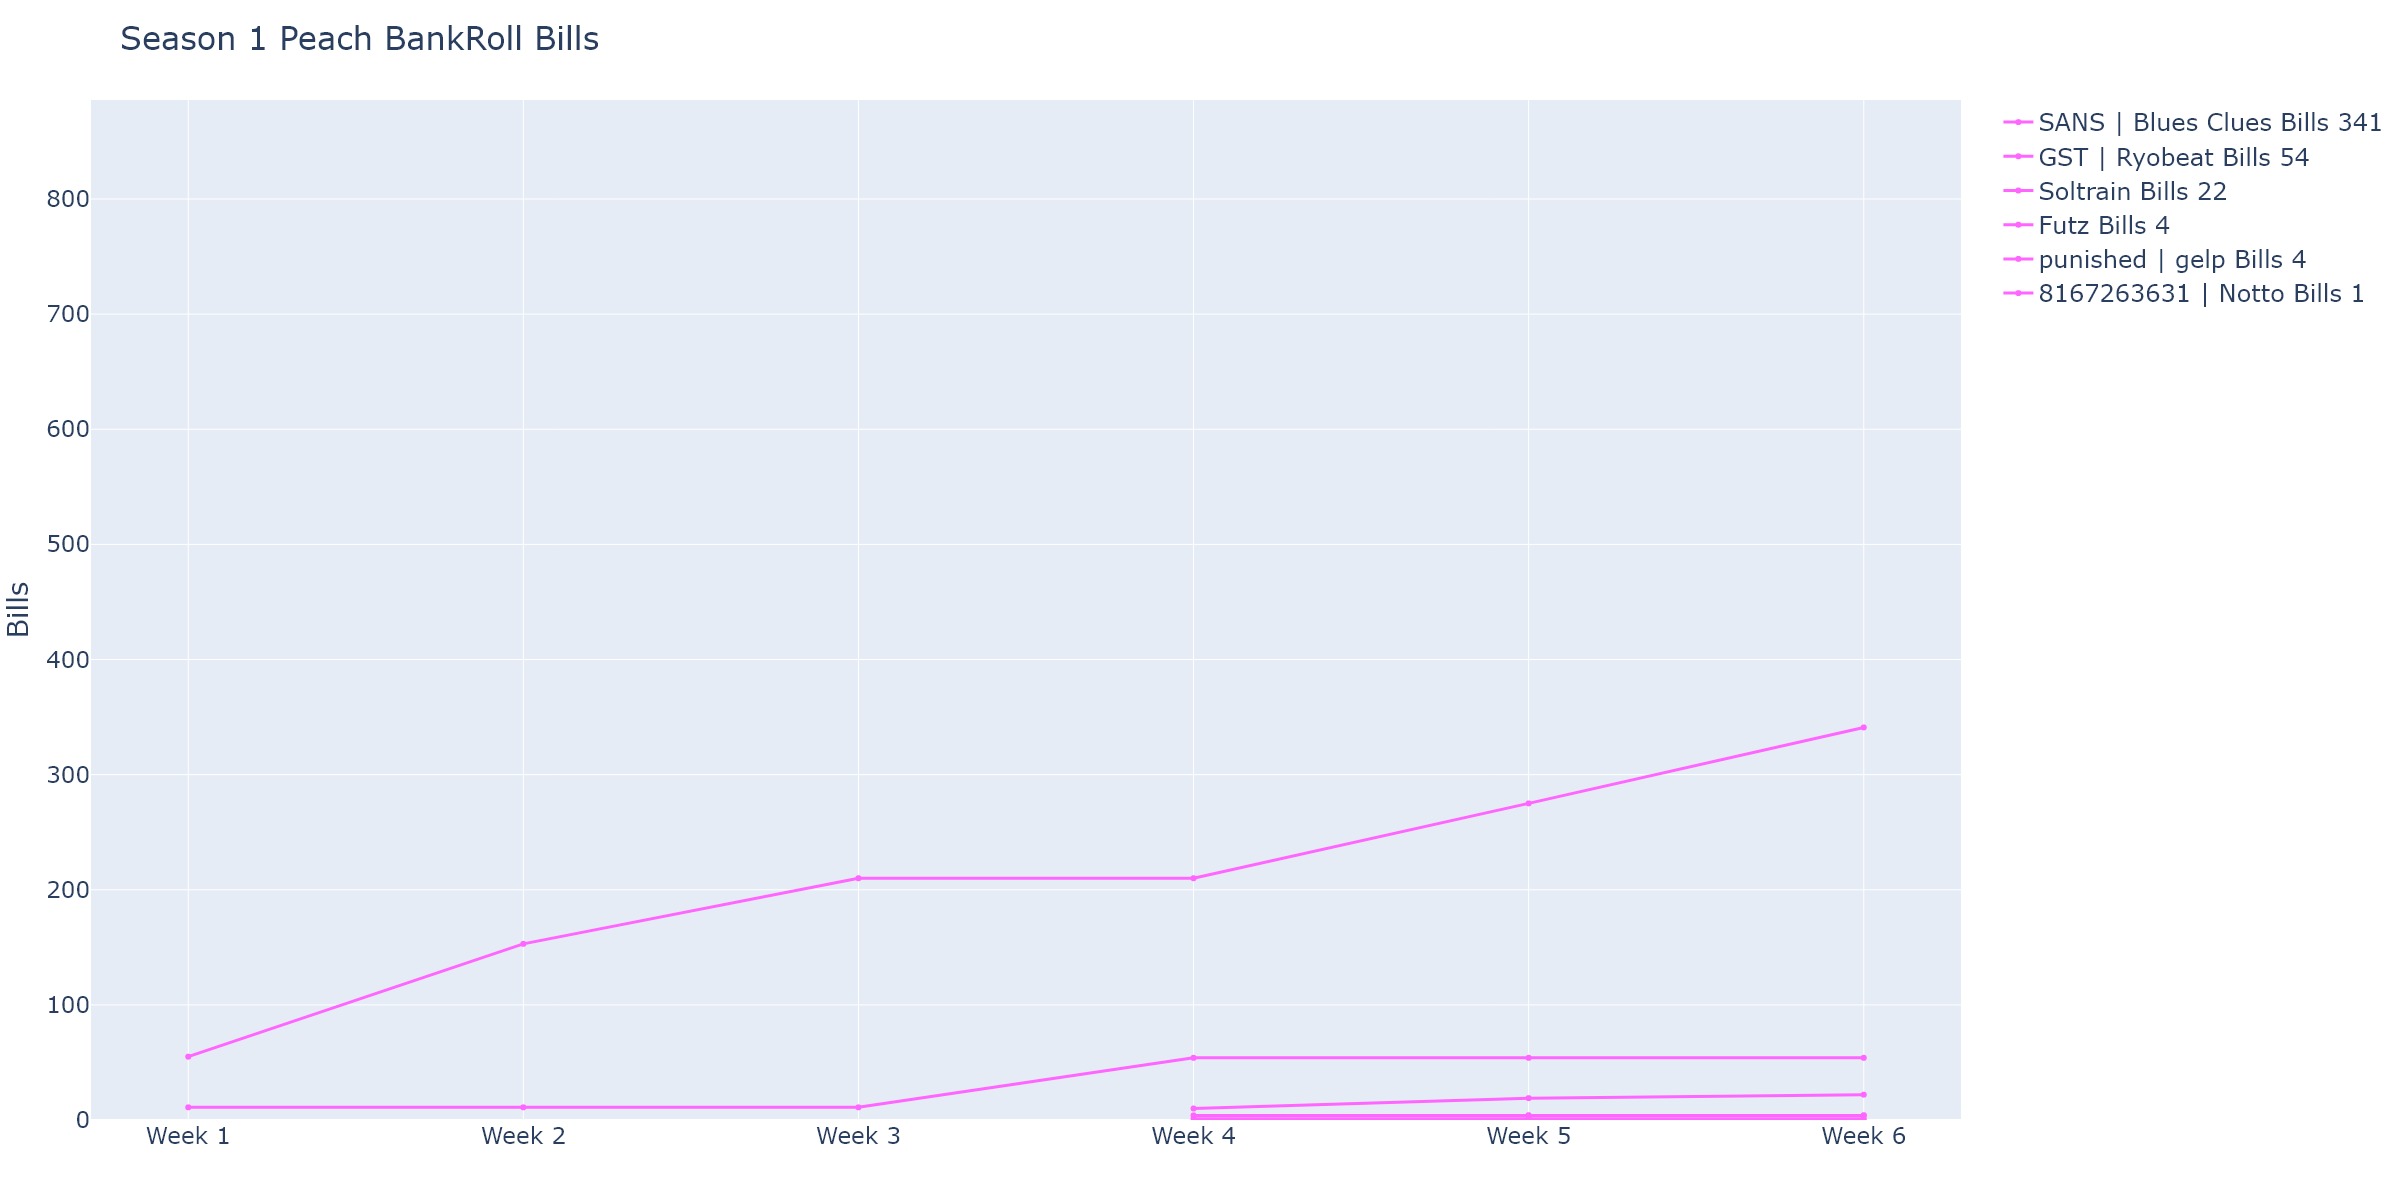 Season 1 Peach BankRoll Bills
SANS | Blues Clues Bills 341
GST | Ryobeat Bills 54
Soltrain Bills 22
Futz Bills 4
punished | gelp Bills 4
8167263631 | Notto Bills 1
800
700
600
500
400
300
200
100
0
Bills
Week 1
Week 2
Week 3
Week 4
Week 5
Week 6